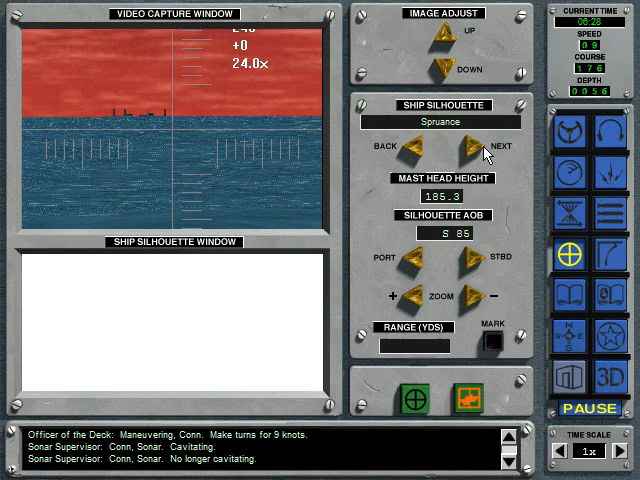 VIDEO CAPTURE WINDOW
+0
24.0x
SHIP SILHOUETTE WINDOW
IMAGE ADJUST
UP
DOWN
SHIP SILHOUETTE
Spruance
BACK
NEXT
MAST HEAD HEIGHT
185.3
SILHOUETTE AOB
S 85
PORT
STBD
+ ZOOM −
RANGE (YDS)
MARK
CURRENT TIME
06:28
SPEED
09
COURSE
176
DEPTH
0056
N
W E
S
3D
PAUSE
TIME SCALE
1x
Officer of the Deck: Maneuvering, Conn. Make turns for 9 knots.
Sonar Supervisor: Conn, Sonar. Cavitating.
Sonar Supervisor: Conn, Sonar. No longer cavitating.